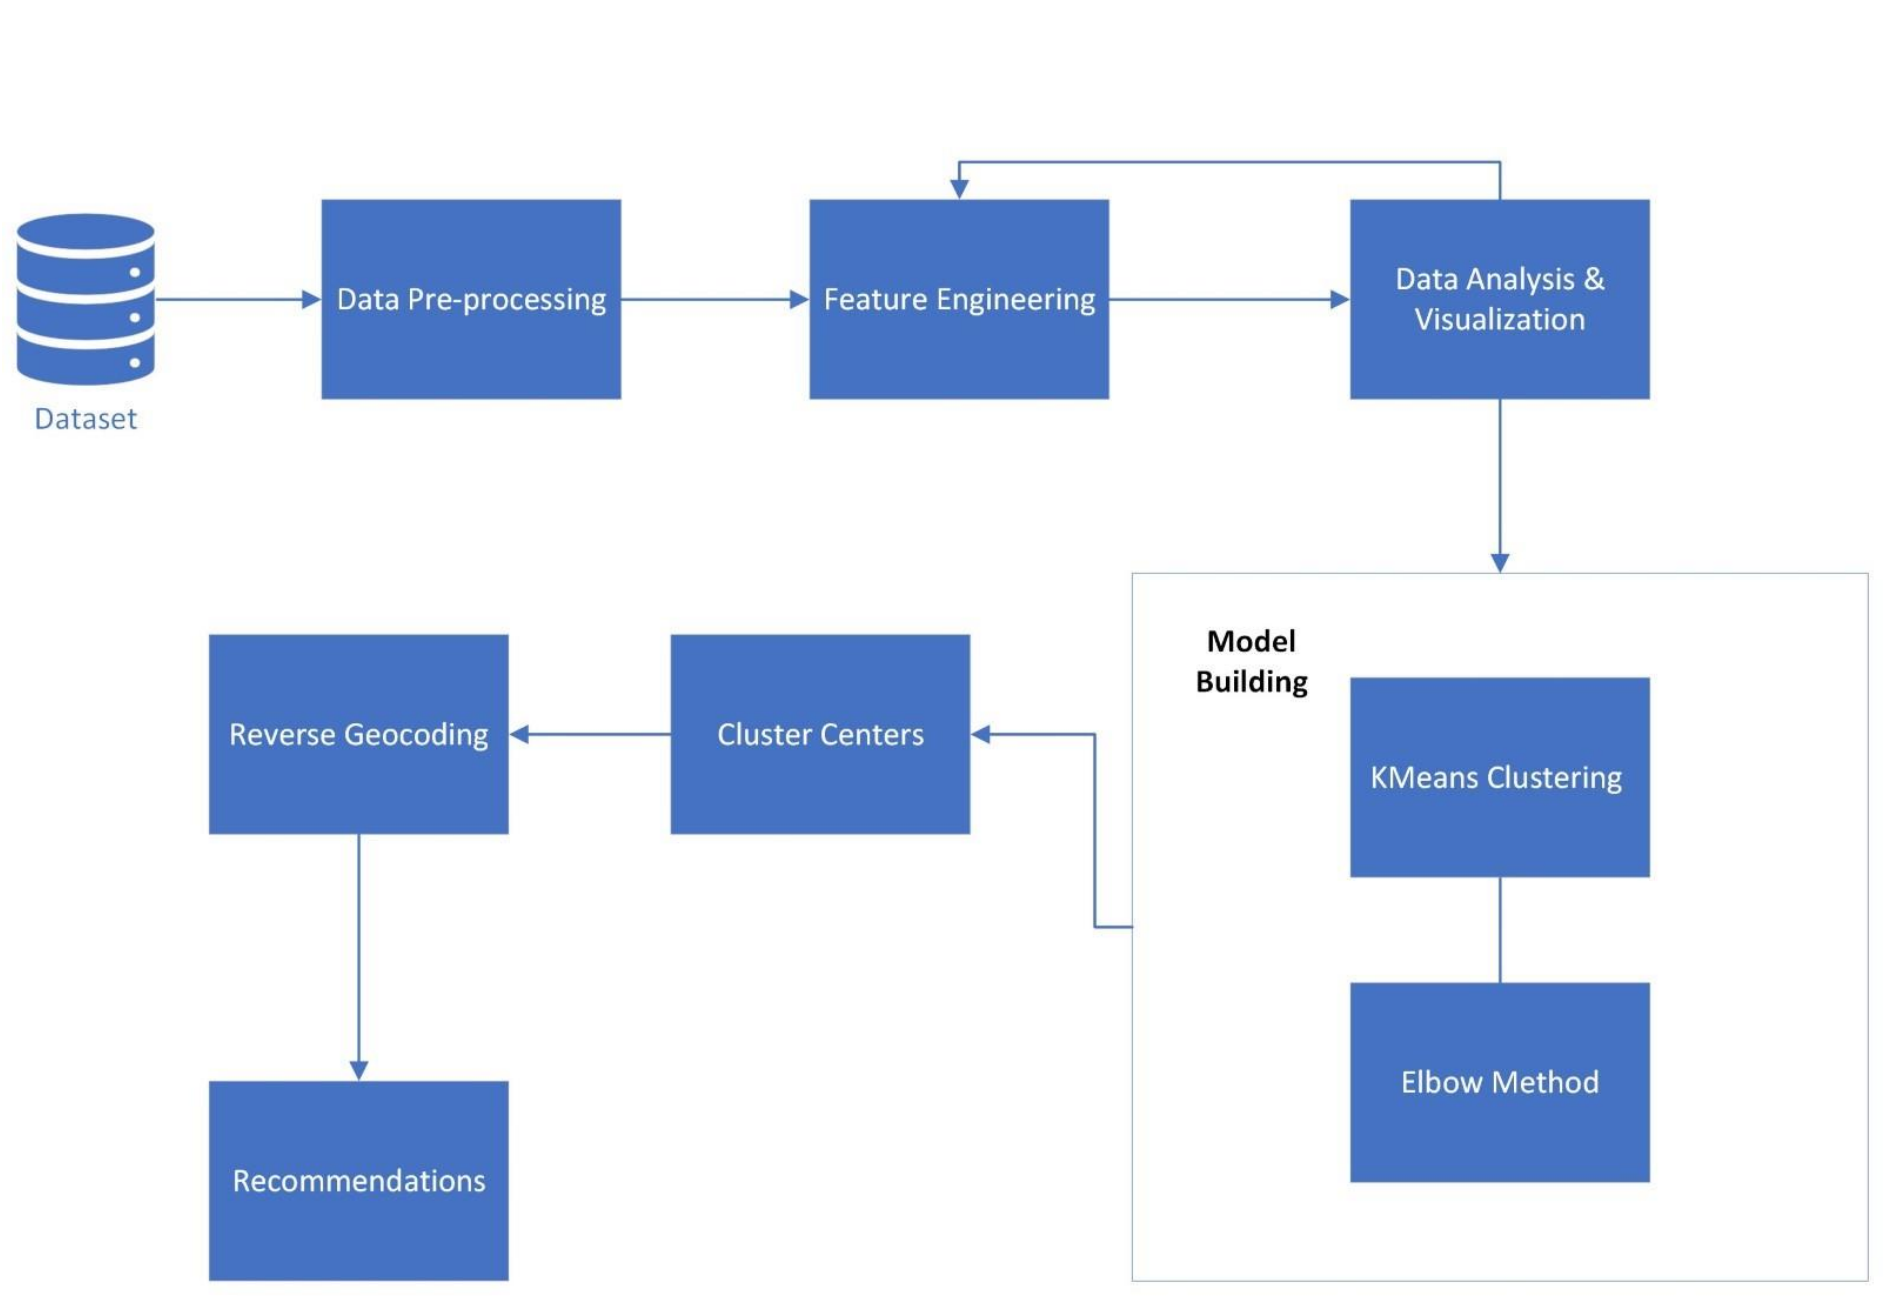 Dataset
Data Pre-processing
Feature Engineering
Data Analysis &
Visualization
Model
Building
KMeans Clustering
Elbow Method
Cluster Centers
Reverse Geocoding
Recommendations